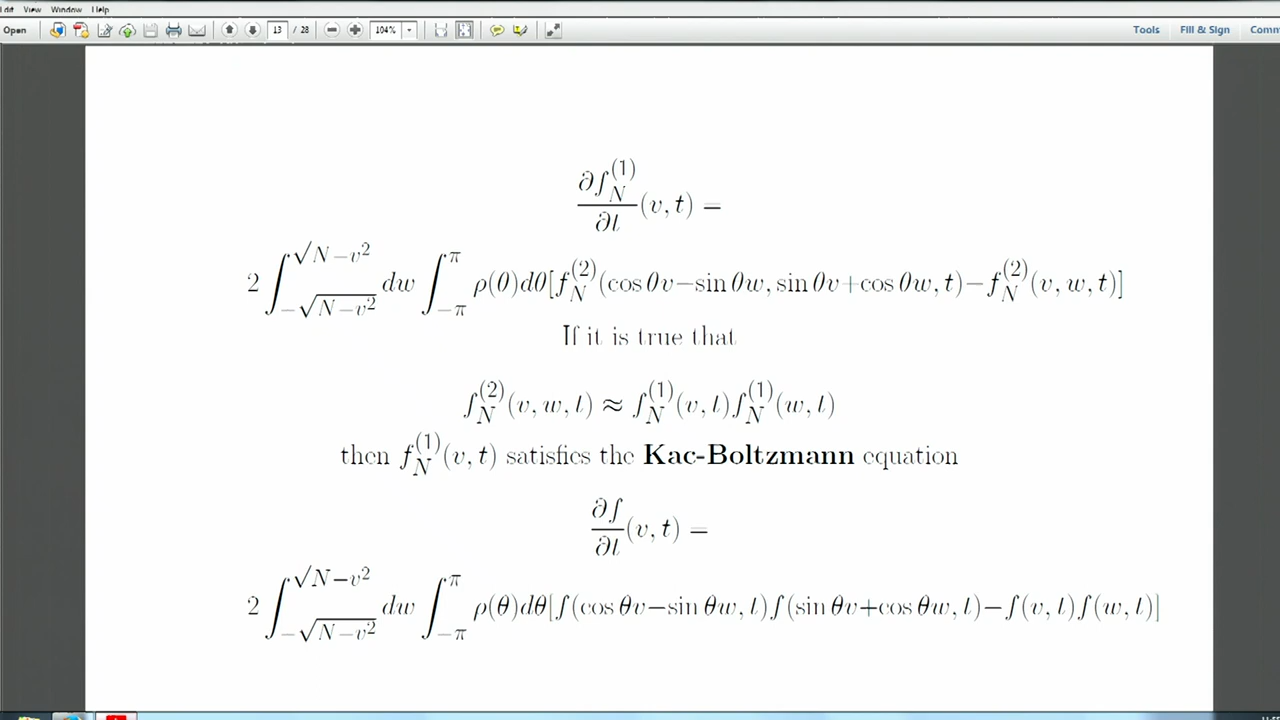 Edit View Window Help
Open 13 / 28 104% Tools Fill & Sign
∂f_N^{(1)}/∂t (v, t) =
2 ∫_{-√(N-v²)}^{√(N-v²)} dw ∫_{-π}^{π} ρ(θ)dθ[f_N^{(2)}(cos θv−sin θw, sin θv+cos θw, t)−f_N^{(2)}(v, w, t)]
If it is true that
f_N^{(2)}(v, w, t) ≈ f_N^{(1)}(v, t)f_N^{(1)}(w, t)
then f_N^{(1)}(v, t) satisfies the Kac-Boltzmann equation
∂f/∂t (v, t) =
2 ∫_{-√(N-v²)}^{√(N-v²)} dw ∫_{-π}^{π} ρ(θ)dθ[f(cos θv−sin θw, t)f(sin θv+cos θw, t)−f(v, t)f(w, t)]